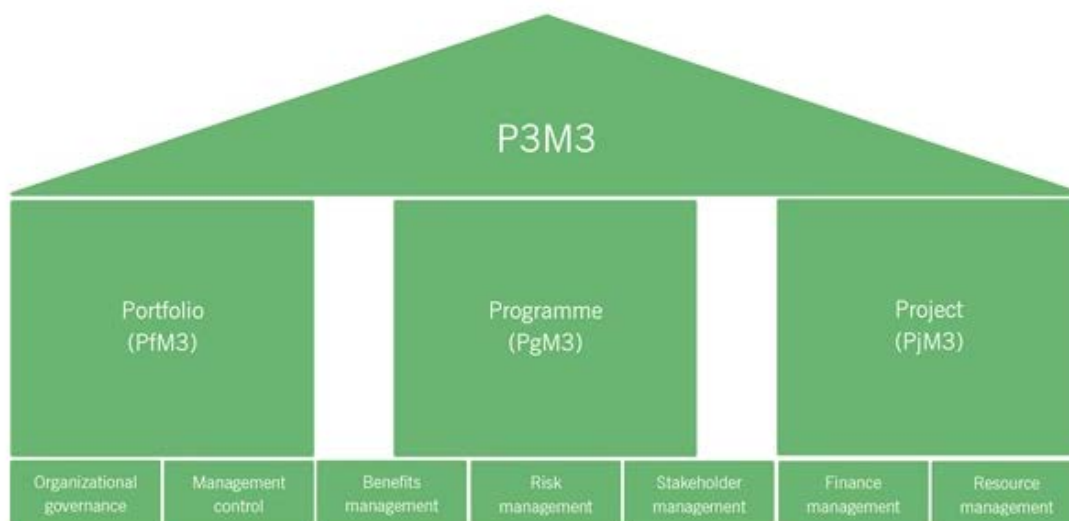 P3M3
Portfolio
(PfM3)
Programme
(PgM3)
Project
(PjM3)
Organizational
governance
Management
control
Benefits
management
Risk
management
Stakeholder
management
Finance
management
Resource
management